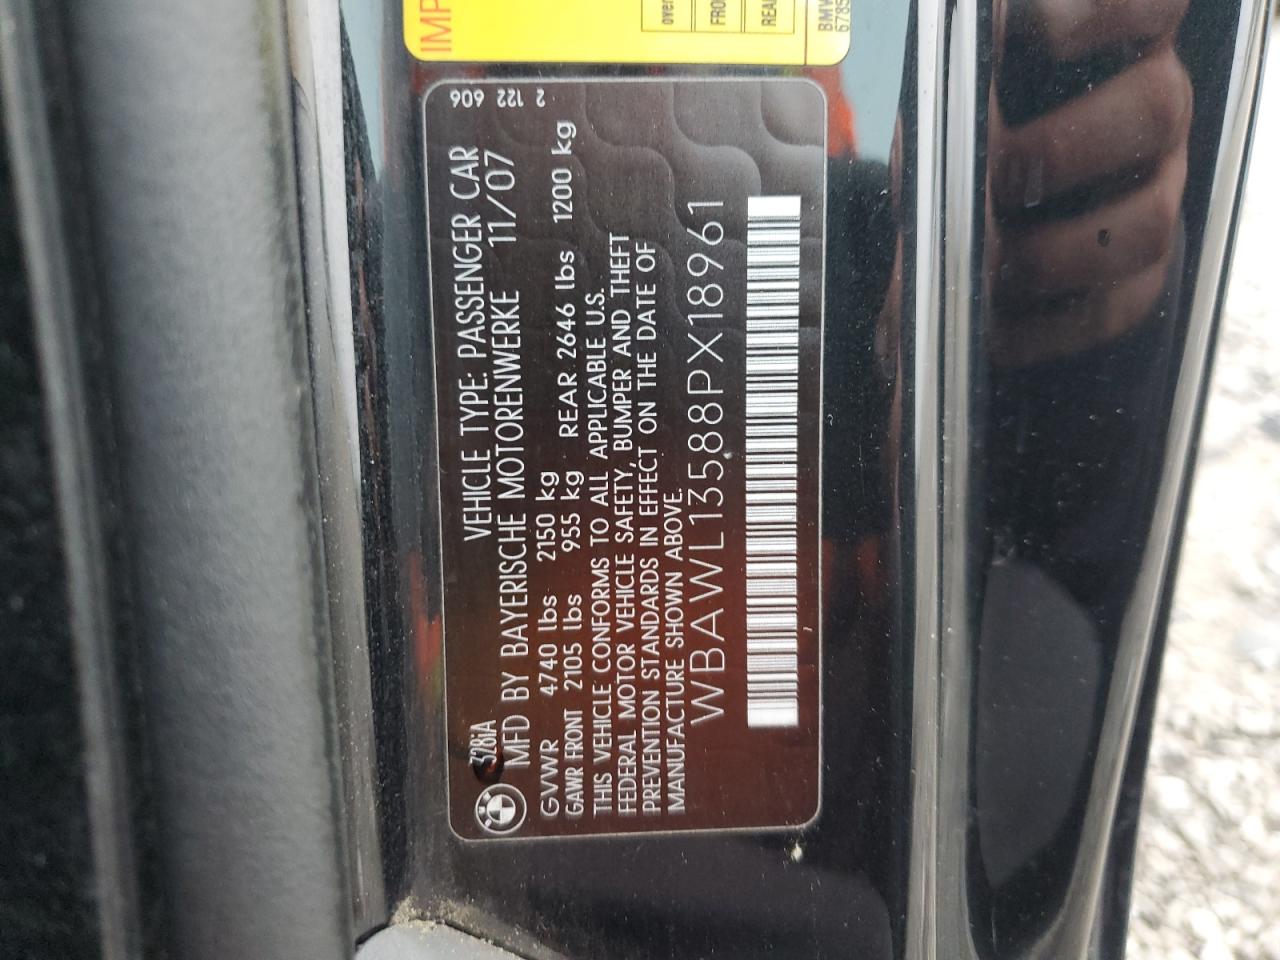 328iA
VEHICLE TYPE: PASSENGER CAR
MFD BY BAYERISCHE MOTORENWERKE 11/07
GVWR 4740 lbs 2150 kg
GAWR FRONT 2105 lbs 955 kg REAR 2646 lbs 1200 kg
THIS VEHICLE CONFORMS TO ALL APPLICABLE U.S.
FEDERAL MOTOR VEHICLE SAFETY, BUMPER AND THEFT
PREVENTION STANDARDS IN EFFECT ON THE DATE OF
MANUFACTURE SHOWN ABOVE.
WBAWL13588PX18961
2 122 606
BMW